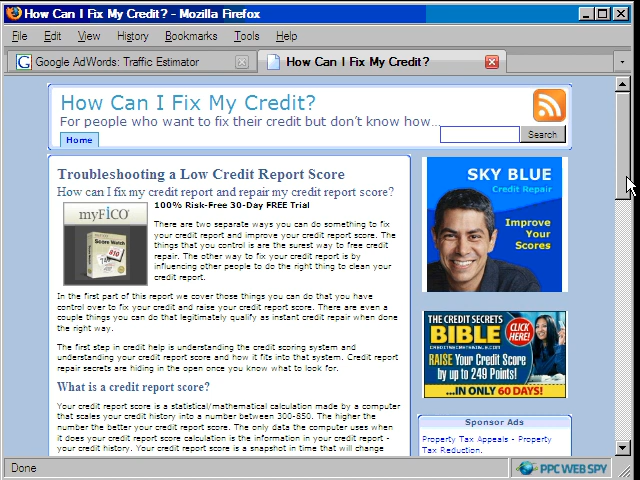 How Can I Fix My Credit? - Mozilla Firefox
File Edit View History Bookmarks Tools Help
Google AdWords: Traffic Estimator
How Can I Fix My Credit?
How Can I Fix My Credit?
For people who want to fix their credit but don't know how...
Search
Home
Troubleshooting a Low Credit Report Score
How can I fix my credit report and repair my credit report score?
myFICO
Score Watch
810
100% Risk-Free 30-Day FREE Trial
There are two separate ways you can do something to fix
your credit report and improve your credit report score. The
things that you control is are the surest way to free credit
repair. The other way to fix your credit report is by
influencing other people to do the right thing to clean your
credit report.
In the first part of this report we cover those things you can do that you have
control over to fix your credit and raise your credit report score. There are even a
couple things you can do that legitimately qualify as instant credit repair when done
the right way.
The first step in credit help is understanding the credit scoring system and
understanding your credit report score and how it fits into that system. Credit report
repair secrets are hiding in the open once you know what to look for.
What is a credit report score?
Your credit report score is a statistical/mathematical calculation made by a computer
that scales your credit history into a number between 300-850. The higher the
number the better your credit report score. The only data the computer uses when
it does your credit report score calculation is the information in your credit report -
your credit history. Your credit report score is a snapshot in time that will change
SKY BLUE
Credit Repair
Improve
Your
Scores
THE CREDIT SECRETS
BIBLE
CREDITSECRETSBIBLE.COM
CLICK
HERE!
RAISE Your Credit Score
by up to 249 Points!
...IN ONLY 60 DAYS!
Sponsor Ads
Property Tax Appeals - Property
Tax Reduction.
Done
PPC WEB SPY